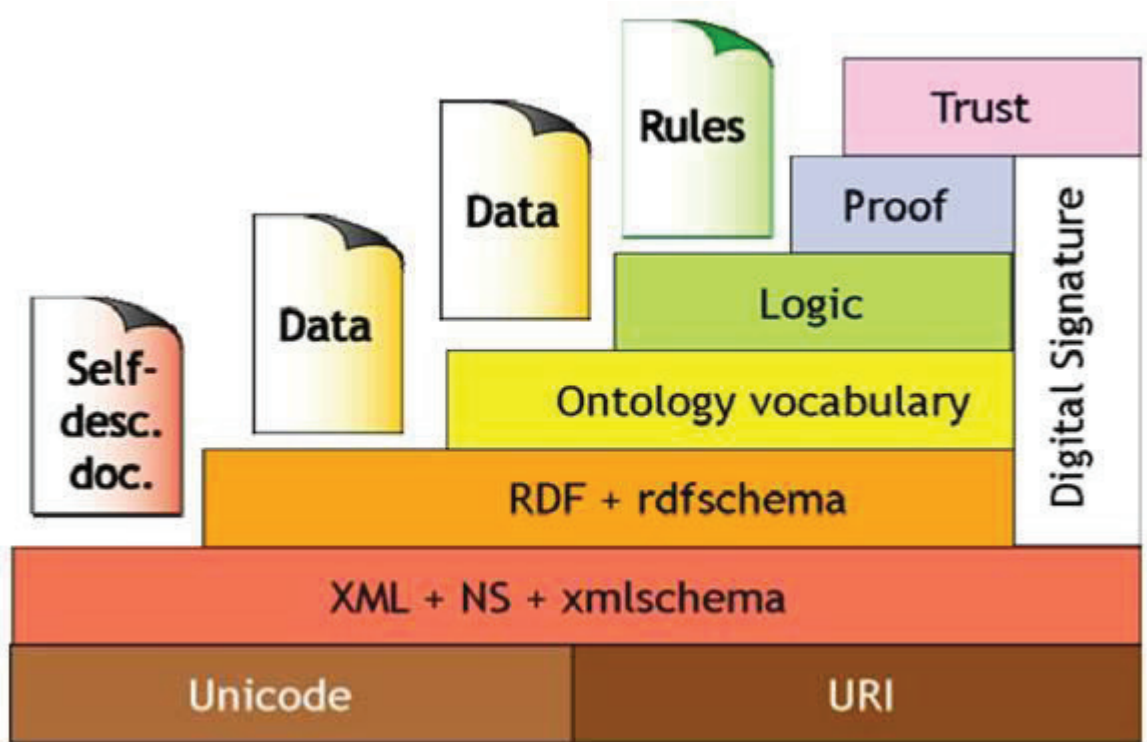 Rules
Trust
Data
Proof
Data
Logic
Digital Signature
Self-
desc.
doc.
Ontology vocabulary
RDF + rdfschema
XML + NS + xmlschema
Unicode
URI